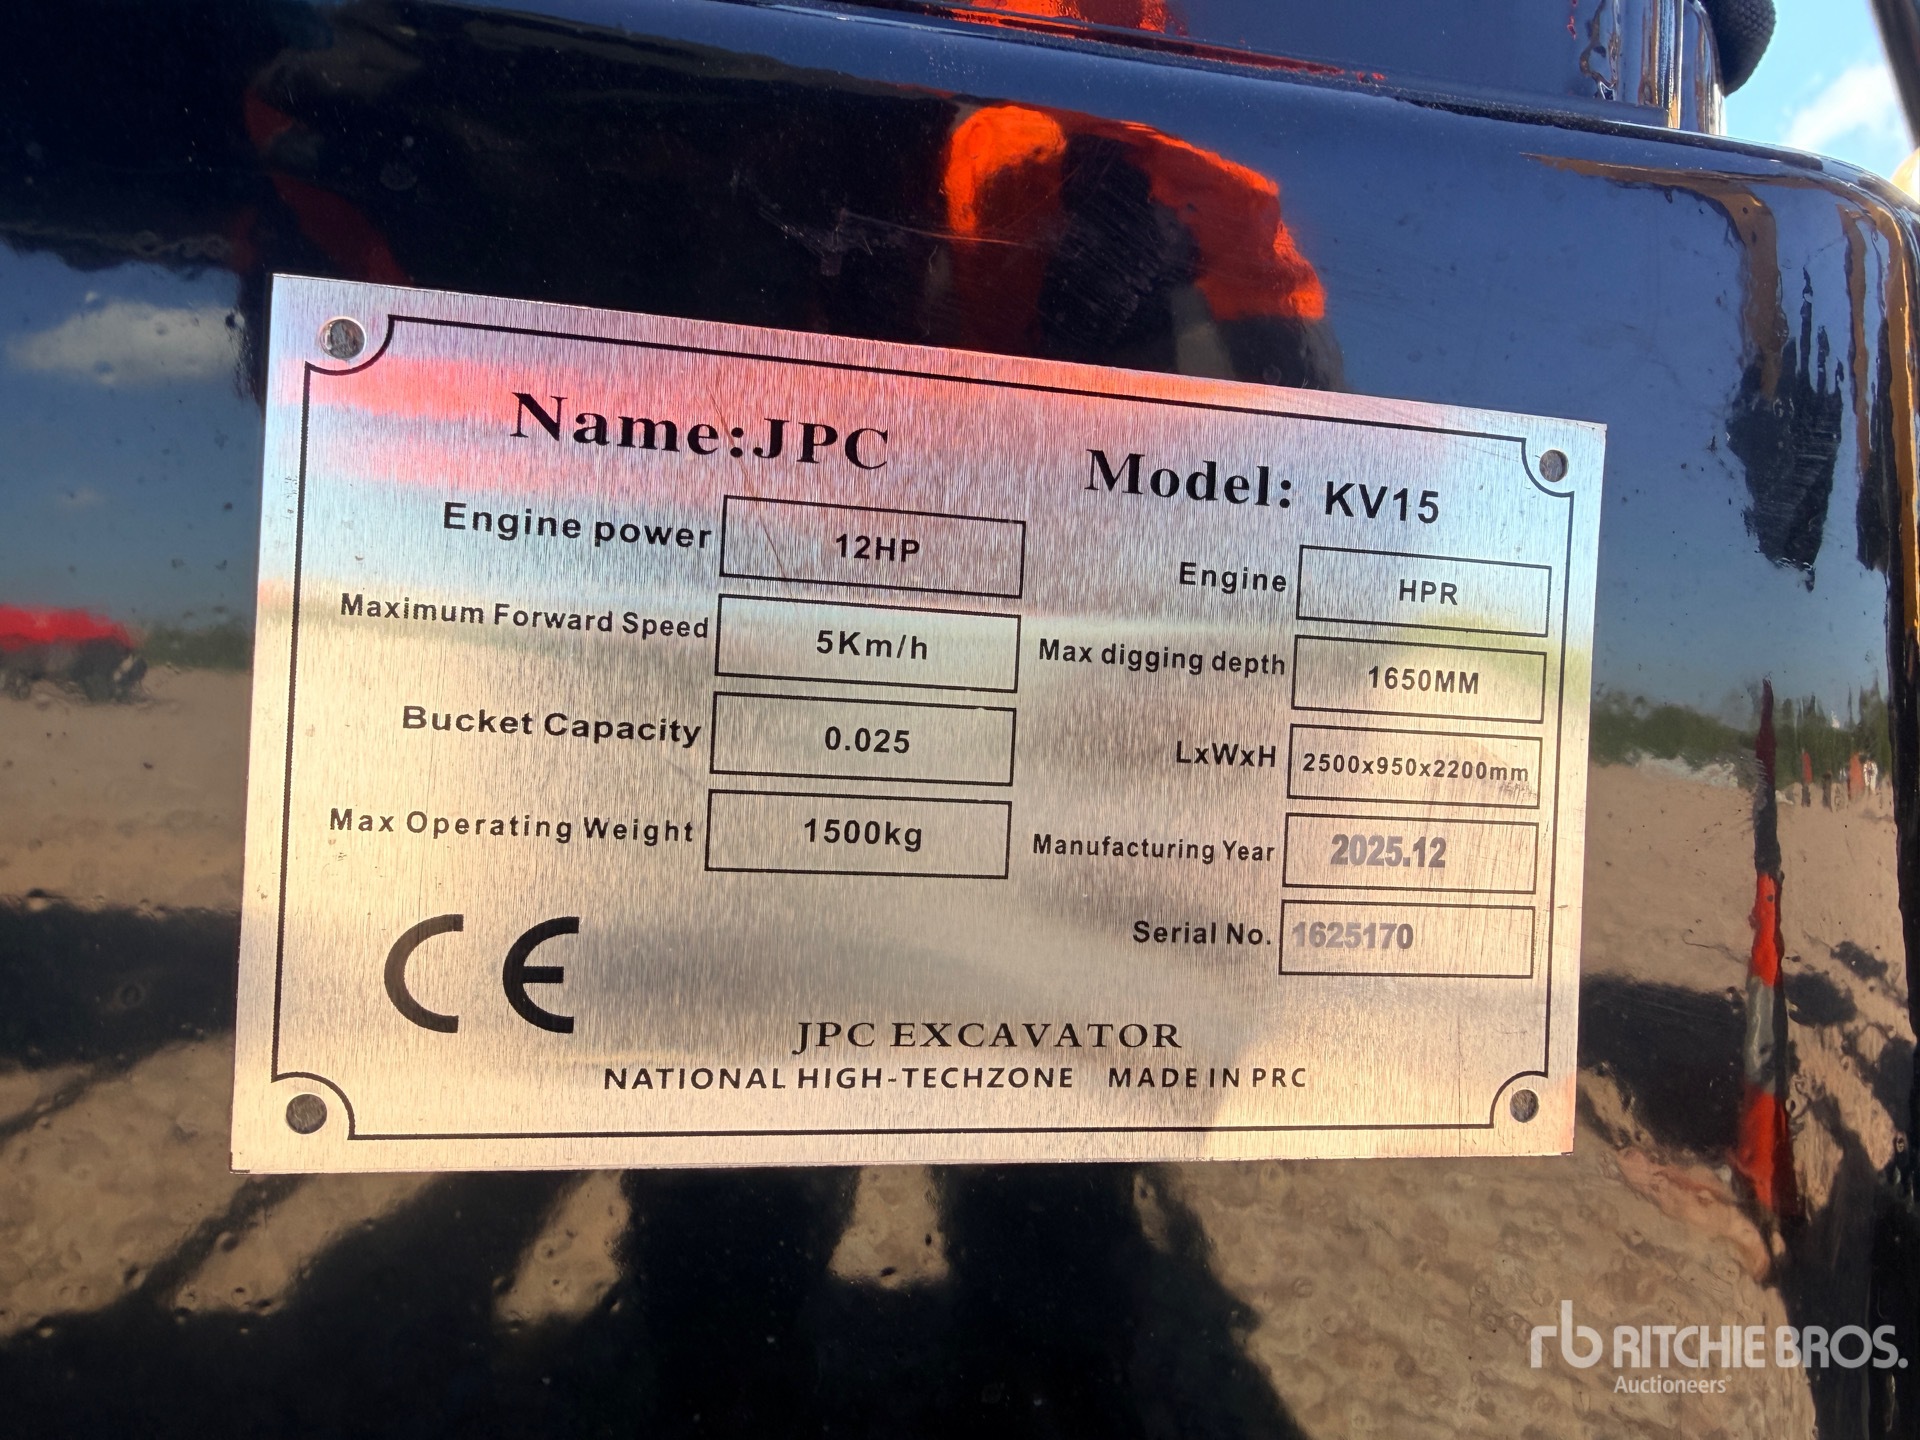 Name:JPC
Model: KV15
Engine power 12HP
Engine HPR
Maximum Forward Speed 5Km/h
Max digging depth 1650MM
Bucket Capacity 0.025
LxWxH 2500x950x2200mm
Max Operating Weight 1500kg
Manufacturing Year 2025.12
Serial No. 1625170
CE
JPC EXCAVATOR
NATIONAL HIGH-TECHZONE MADE IN PRC
rb RITCHIE BROS.
Auctioneers